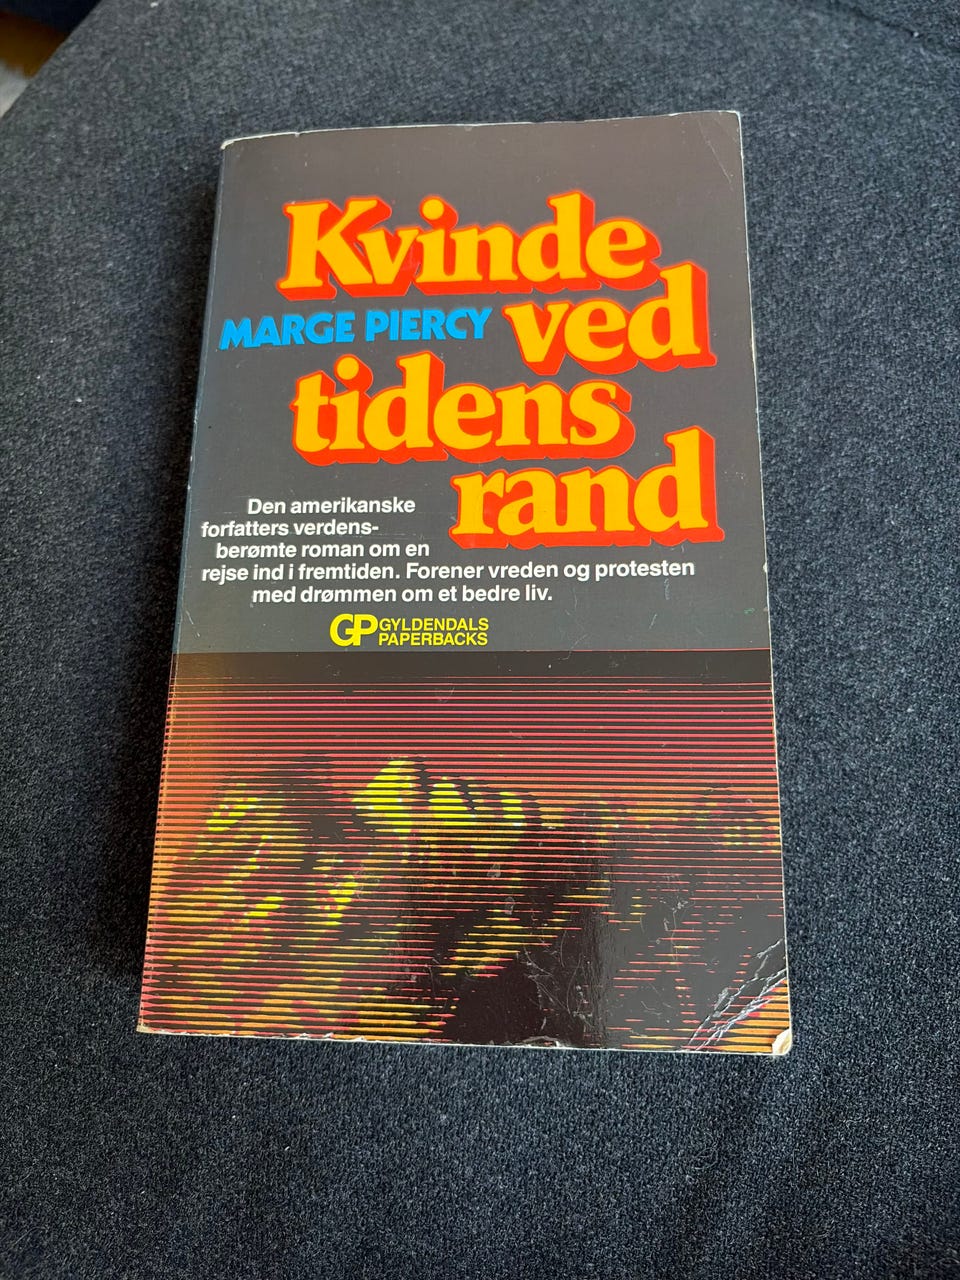 Kvinde
MARGE PIERCY ved
tidens
rand
Den amerikanske
forfatters verdens-
berømte roman om en
rejse ind i fremtiden. Forener vreden og protesten
med drømmen om et bedre liv.
GP GYLDENDALS
PAPERBACKS